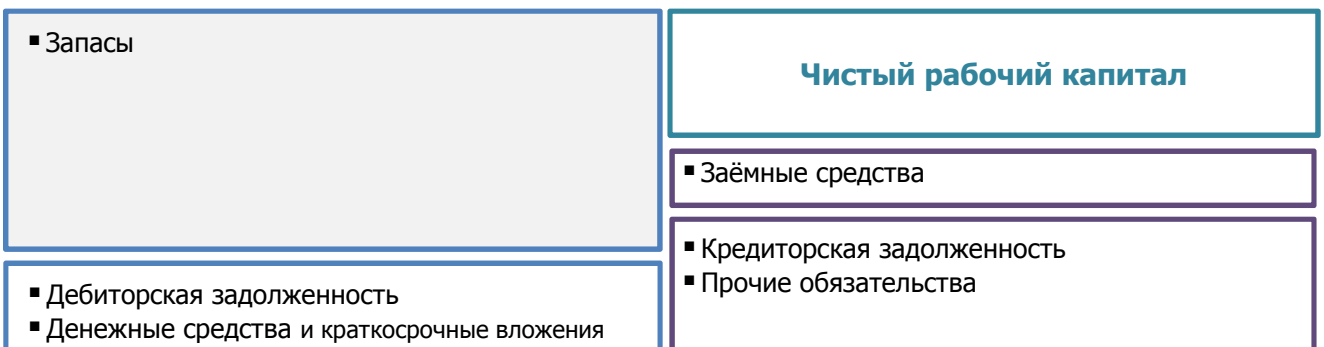 ▪ Запасы
▪ Дебиторская задолженность
▪ Денежные средства и краткосрочные вложения
Чистый рабочий капитал
▪ Заёмные средства
▪ Кредиторская задолженность
▪ Прочие обязательства